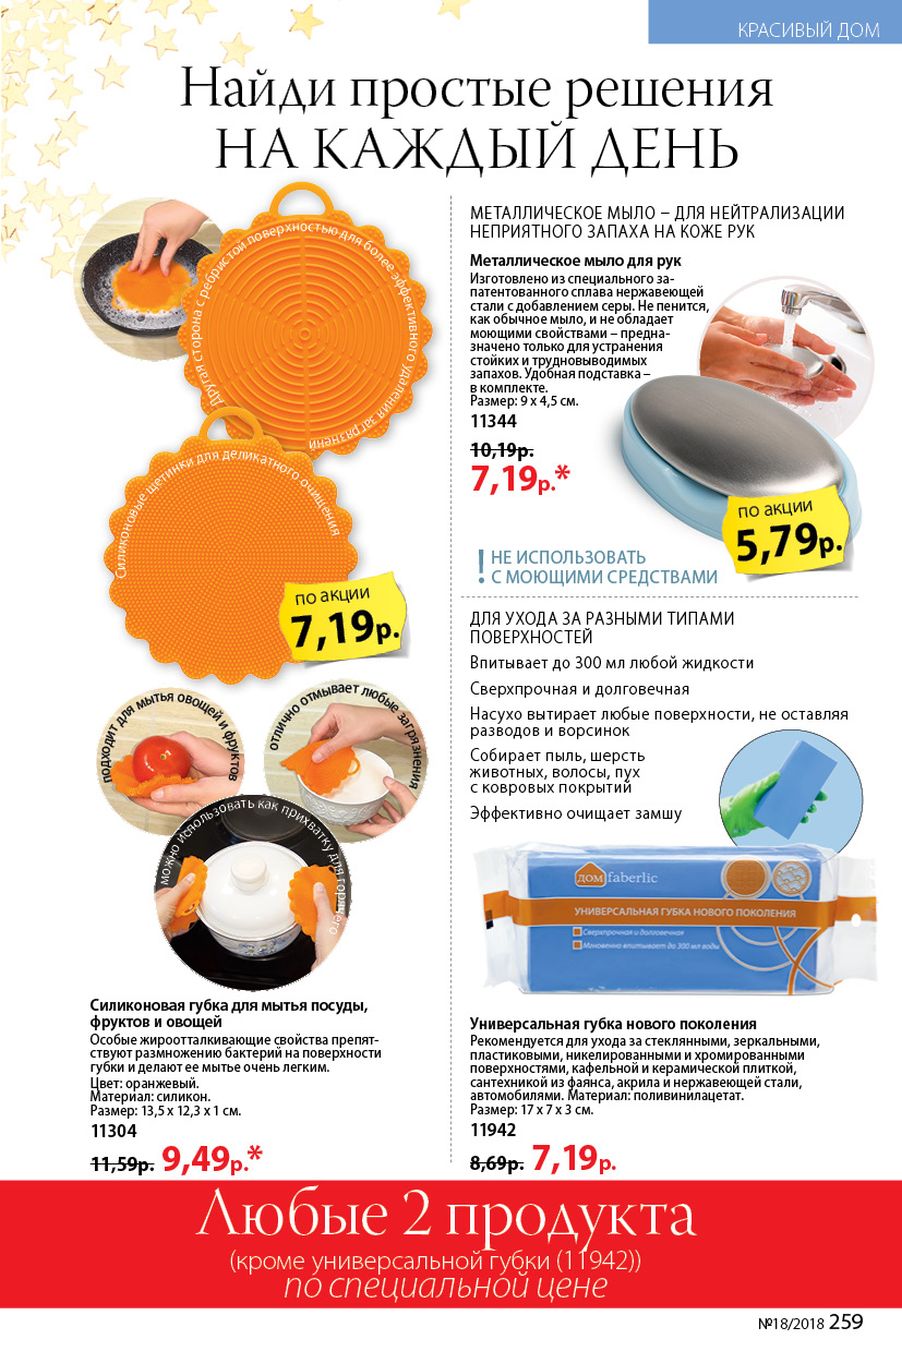 КРАСИВЫЙ ДОМ
Найди простые решения
НА КАЖДЫЙ ДЕНЬ
Другая сторона с ребристой поверхностью для более эффективного удаления загрязнени
Силиконовые щетинки для деликатного очищения
по акции
7,19р.
подходит для мытья овощей и фруктов
отлично отмывает любые загрязнения
можно использовать как прихватку для горячего
Силиконовая губка для мытья посуды,
фруктов и овощей
Особые жироотталкивающие свойства препят-
ствуют размножению бактерий на поверхности
губки и делают ее мытье очень легким.
Цвет: оранжевый.
Материал: силикон.
Размер: 13,5 х 12,3 х 1 см.
11304
11,59р. 9,49р.*
МЕТАЛЛИЧЕСКОЕ МЫЛО – ДЛЯ НЕЙТРАЛИЗАЦИИ
НЕПРИЯТНОГО ЗАПАХА НА КОЖЕ РУК
Металлическое мыло для рук
Изготовлено из специального за-
патентованного сплава нержавеющей
стали с добавлением серы. Не пенится,
как обычное мыло, и не обладает
моющими свойствами – предна-
значено только для устранения
стойких и трудновыводимых
запахов. Удобная подставка –
в комплекте.
Размер: 9 х 4,5 см.
11344
10,19р.
7,19р.*
по акции
5,79р.
! НЕ ИСПОЛЬЗОВАТЬ
С МОЮЩИМИ СРЕДСТВАМИ
ДЛЯ УХОДА ЗА РАЗНЫМИ ТИПАМИ
ПОВЕРХНОСТЕЙ
Впитывает до 300 мл любой жидкости
Сверхпрочная и долговечная
Насухо вытирает любые поверхности, не оставляя
разводов и ворсинок
Собирает пыль, шерсть
животных, волосы, пух
с ковровых покрытий
Эффективно очищает замшу
ДОМ faberlic
УНИВЕРСАЛЬНАЯ ГУБКА НОВОГО ПОКОЛЕНИЯ
Сверхпрочная и долговечная
Мгновенно впитывает до 300 мл воды
Универсальная губка нового поколения
Рекомендуется для ухода за стеклянными, зеркальными,
пластиковыми, никелированными и хромированными
поверхностями, кафельной и керамической плиткой,
сантехникой из фаянса, акрила и нержавеющей стали,
автомобилями. Материал: поливинилацетат.
Размер: 17 х 7 х 3 см.
11942
8,69р. 7,19р.
Любые 2 продукта
(кроме универсальной губки (11942))
по специальной цене
№18/2018 259